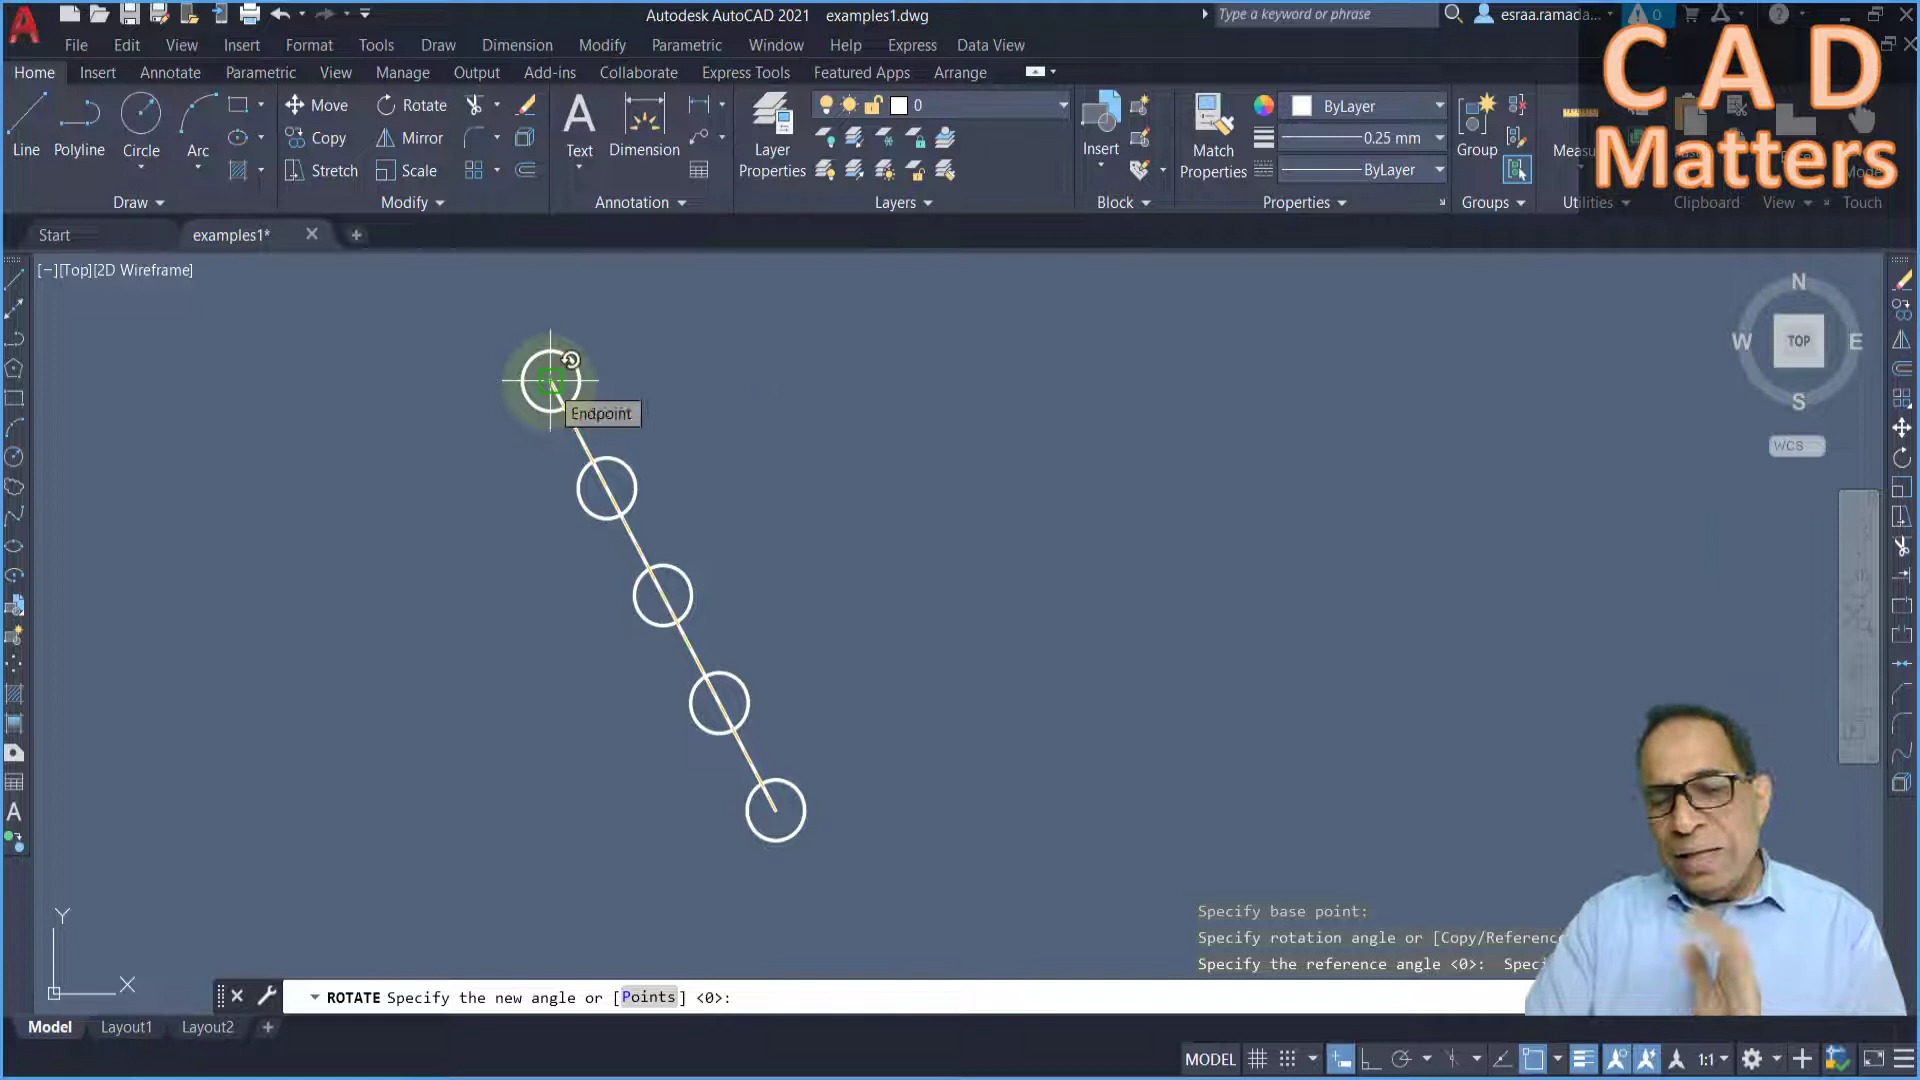 Autodesk AutoCAD 2021 examples1.dwg
Type a keyword or phrase
esraa.ramada...
0
File Edit View Insert Format Tools Draw Dimension Modify Parametric Window Help Express Data View
Home Insert Annotate Parametric View Manage Output Add-ins Collaborate Express Tools Featured Apps Arrange
CAD
Matters
Line Polyline Circle Arc
Move Rotate
Copy Mirror
Stretch Scale
Text Dimension
Layer
Properties
0
Insert
Match
Properties
ByLayer
0.25 mm
ByLayer
Group
Measu
Draw Modify Annotation Layers Block Properties Groups Utilities Clipboard View Touch
Start examples1*
[−][Top][2D Wireframe]
N
W TOP E
S
WCS
Endpoint
Y
X
Specify base point:
Specify rotation angle or [Copy/Reference
Specify the reference angle <0>: Speci
ROTATE Specify the new angle or [Points] <0>:
Model Layout1 Layout2
MODEL 1:1